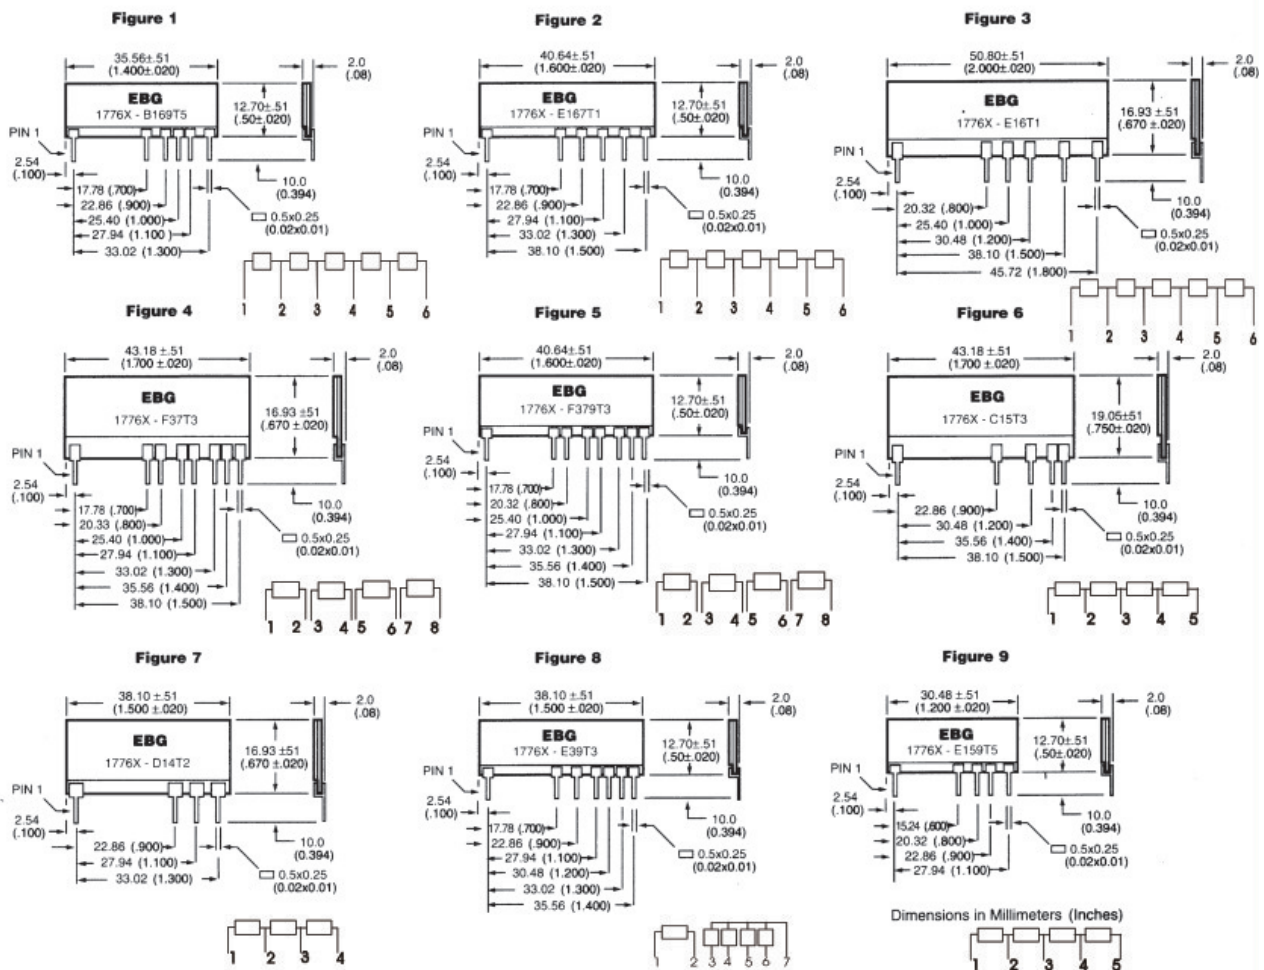 Figure 1
35.56±.51
(1.400±.020)
2.0
(.08)
EBG
1776X - B169T5
12.70±.51
(.50±.020)
PIN 1
2.54
(.100)
10.0
(0.394)
17.78 (.700)
22.86 (.900)
25.40 (1.000)
27.94 (1.100 )
33.02 (1.300)
0.5x0.25
(0.02x0.01)
1 2 3 4 5 6
Figure 2
40.64±.51
(1.600±.020)
2.0
(.08)
EBG
1776X - E167T1
12.70±.51
(.50±.020)
PIN 1
2.54
(.100)
10.0
(0.394)
17.78 (.700)
22.86 (.900)
27.94 (1.100)
33.02 (1.300)
38.10 (1.500)
0.5x0.25
(0.02x0.01)
1 2 3 4 5 6
Figure 3
50.80±.51
(2.000±.020)
2.0
(.08)
EBG
1776X - E16T1
16.93 ±.51
(.670 ±.020)
PIN 1
2.54
(.100)
10.0
(0.394)
20.32 (.800)
25.40 (1.000)
30.48 (1.200)
38.10 (1.500)
45.72 (1.800)
0.5x0.25
(0.02x0.01)
1 2 3 4 5 6
Figure 4
43.18 ±.51
(1.700 ±.020)
2.0
(.08)
EBG
1776X - F37T3
16.93 ±51
(.670 ±.020)
PIN 1
2.54
(.100)
10.0
(0.394)
17.78 (.700)
20.33 (.800)
25.40 (1.000)
27.94 (1.100)
33.02 (1.300)
35.56 (1.400)
38.10 (1.500)
0.5x0.25
(0.02x0.01)
1 2 3 4 5 6 7 8
Figure 5
40.64±.51
(1.600±.020)
2.0
(.08)
EBG
1776X - F379T3
12.70±.51
(.50±.020)
PIN 1
2.54
(.100)
10.0
(0.394)
17.78 (.700)
20.32 (.800)
25.40 (1.000)
27.94 (1.100)
33.02 (1.300)
35.56 (1.400)
38.10 (1.500)
0.5x0.25
(0.02x0.01)
1 2 3 4 5 6 7 8
Figure 6
43.18 ±.51
(1.700 ±.020)
2.0
(.08)
EBG
1776X - C15T3
19.05±51
(.750±.020)
PIN 1
2.54
(.100)
10.0
(0.394)
22.86 (.900)
30.48 (1.200)
35.56 (1.400)
38.10 (1.500)
0.5x0.25
(0.02x0.01)
1 2 3 4 5
Figure 7
38.10 ±.51
(1.500 ±.020)
2.0
(.08)
EBG
1776X - D14T2
16.93 ±51
(.670 ±.020)
PIN 1
2.54
(.100)
10.0
(0.394)
22.86 (.900)
27.94 (1.100)
33.02 (1.300)
0.5x0.25
(0.02x0.01)
1 2 3 4
Figure 8
38.10 ±.51
(1.500 ±.020)
2.0
(.08)
EBG
1776X - E39T3
12.70±.51
(.50±.020)
PIN 1
2.54
(.100)
10.0
(0.394)
17.78 (.700)
22.86 (.900)
27.94 (1.100)
30.48 (1.200)
33.02 (1.300)
35.56 (1.400)
0.5x0.25
(0.02x0.01)
1 2 3 4 5 6 7
Figure 9
30.48 ±.51
(1.200 ±.020)
2.0
(.08)
EBG
1776X - E159T5
12.70±.51
(.50±.020)
PIN 1
2.54
(.100)
10.0
(0.394)
15.24 (.600)
20.32 (.800)
22.86 (.900)
27.94 (1.100)
0.5x0.25
(0.02x0.01)
Dimensions in Millimeters (Inches)
1 2 3 4 5